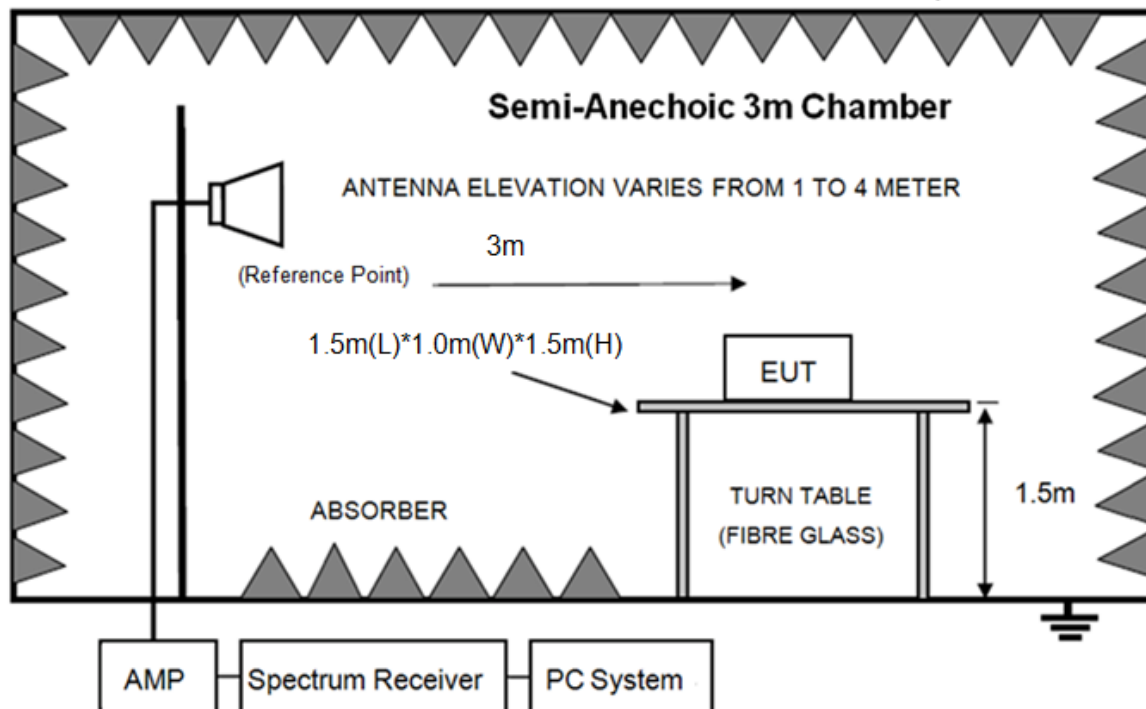 Semi-Anechoic 3m Chamber
ANTENNA ELEVATION VARIES FROM 1 TO 4 METER
3m
(Reference Point)
1.5m(L)*1.0m(W)*1.5m(H)
EUT
1.5m
TURN TABLE
(FIBRE GLASS)
ABSORBER
AMP
Spectrum Receiver
PC System